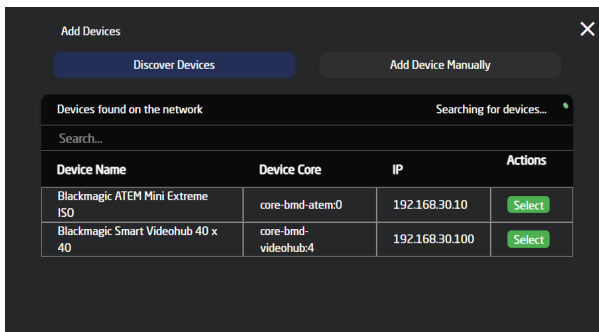 Add Devices
Discover Devices Add Device Manually
Devices found on the network Searching for devices...
Search...
Device Name Device Core IP Actions
Blackmagic ATEM Mini Extreme
ISO core-bmd-atem:0 192.168.30.10 Select
Blackmagic Smart Videohub 40 x
40 core-bmd-
videohub:4 192.168.30.100 Select